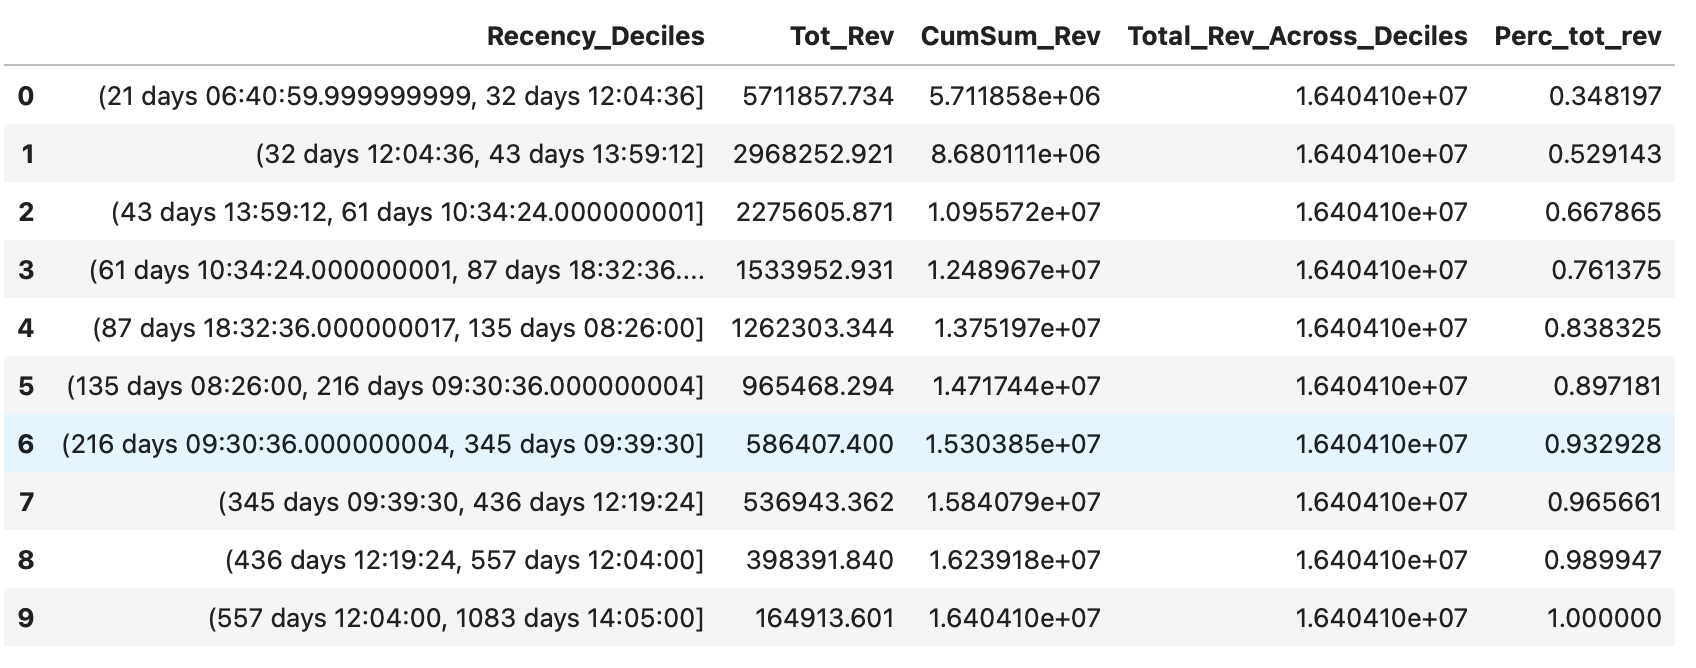 Recency_Deciles Tot_Rev CumSum_Rev Total_Rev_Across_Deciles Perc_tot_rev
0 (21 days 06:40:59.999999999, 32 days 12:04:36] 5711857.734 5.711858e+06 1.640410e+07 0.348197
1 (32 days 12:04:36, 43 days 13:59:12] 2968252.921 8.680111e+06 1.640410e+07 0.529143
2 (43 days 13:59:12, 61 days 10:34:24.000000001] 2275605.871 1.095572e+07 1.640410e+07 0.667865
3 (61 days 10:34:24.000000001, 87 days 18:32:36.... 1533952.931 1.248967e+07 1.640410e+07 0.761375
4 (87 days 18:32:36.000000017, 135 days 08:26:00] 1262303.344 1.375197e+07 1.640410e+07 0.838325
5 (135 days 08:26:00, 216 days 09:30:36.000000004] 965468.294 1.471744e+07 1.640410e+07 0.897181
6 (216 days 09:30:36.000000004, 345 days 09:39:30] 586407.400 1.530385e+07 1.640410e+07 0.932928
7 (345 days 09:39:30, 436 days 12:19:24] 536943.362 1.584079e+07 1.640410e+07 0.965661
8 (436 days 12:19:24, 557 days 12:04:00] 398391.840 1.623918e+07 1.640410e+07 0.989947
9 (557 days 12:04:00, 1083 days 14:05:00] 164913.601 1.640410e+07 1.640410e+07 1.000000